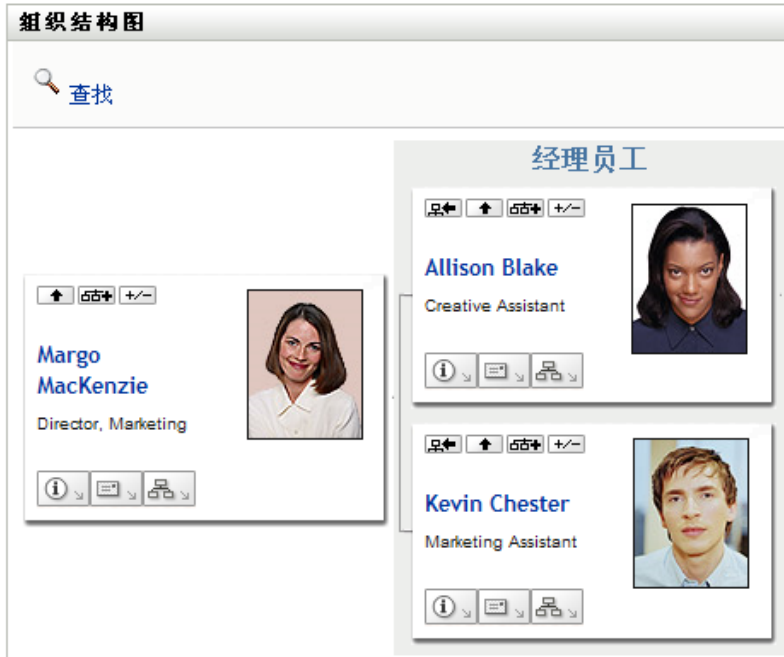 组织结构图
查找
经理员工
Margo
MacKenzie
Director, Marketing
Allison Blake
Creative Assistant
Kevin Chester
Marketing Assistant